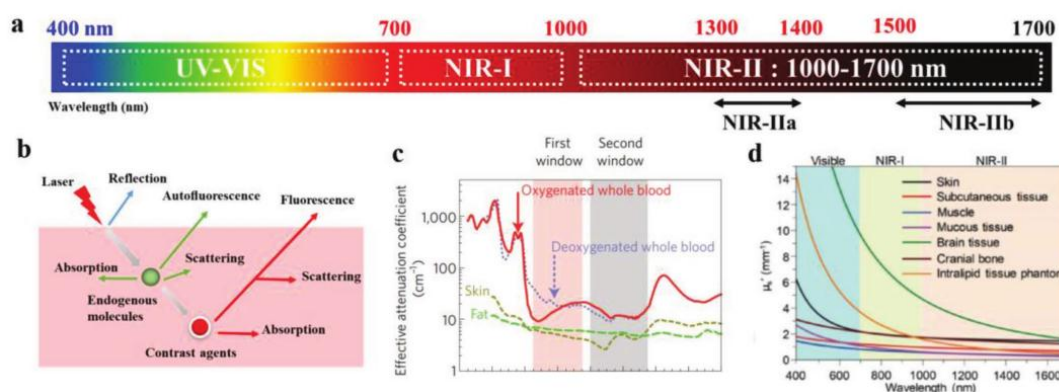 a
400 nm 700 1000 1300 1400 1500 1700
UV-VIS NIR-I NIR-II : 1000-1700 nm
Wavelength (nm)
NIR-IIa NIR-IIb
b
Laser
Reflection
Autofluorescence
Fluorescence
Absorption
Scattering
Endogenous
molecules
Scattering
Absorption
Contrast agents
c
First
window
Second
window
Oxygenated whole blood
Deoxygenated whole blood
Skin
Fat
Effective attenuation coefficient
(cm⁻¹)
1,000
100
10
1
d
Visible NIR-I NIR-II
Skin
Subcutaneous tissue
Muscle
Mucous tissue
Brain tissue
Cranial bone
Intralipid tissue phantom
μs' (mm⁻¹)
14
12
10
8
6
4
2
0
400 600 800 1000 1200 1400 1600
Wavelength (nm)